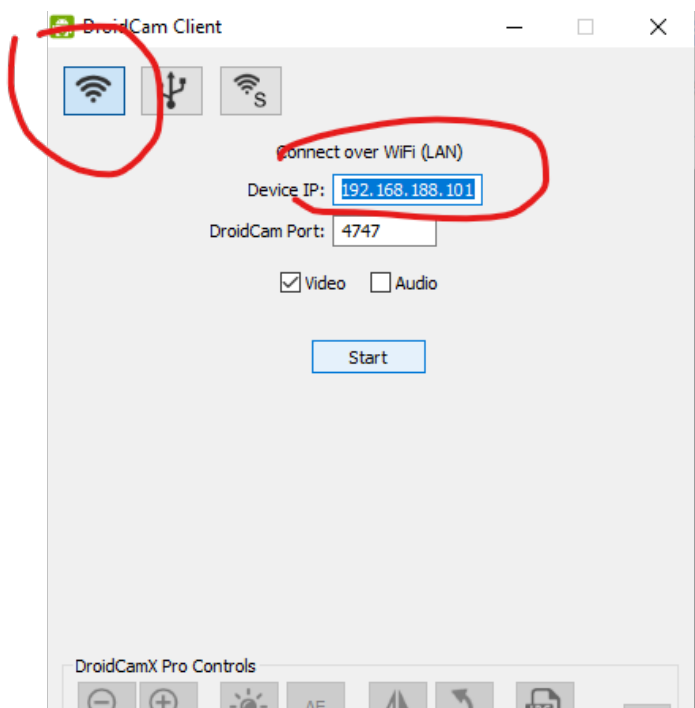 DroidCam Client
S
Connect over WiFi (LAN)
Device IP: 192.168.188.101
DroidCam Port: 4747
Video Audio
Start
DroidCamX Pro Controls
AF